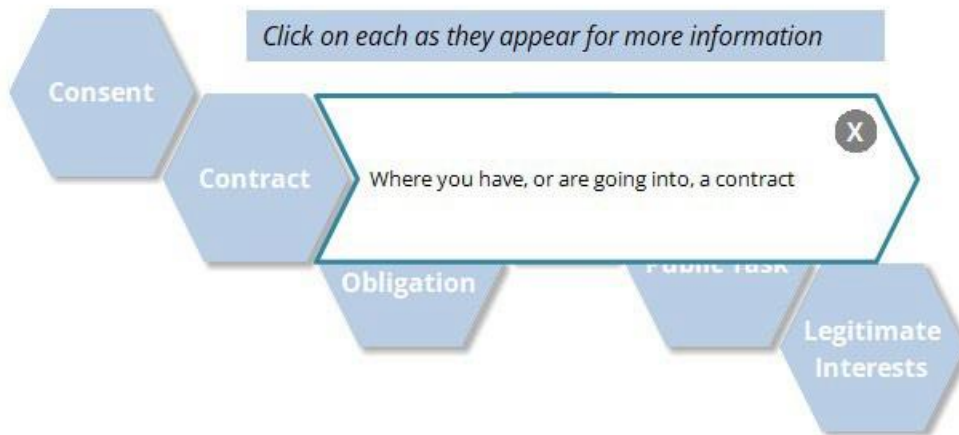 Click on each as they appear for more information
Consent
Contract
X
Where you have, or are going into, a contract
Obligation
Public Task
Legitimate
Interests